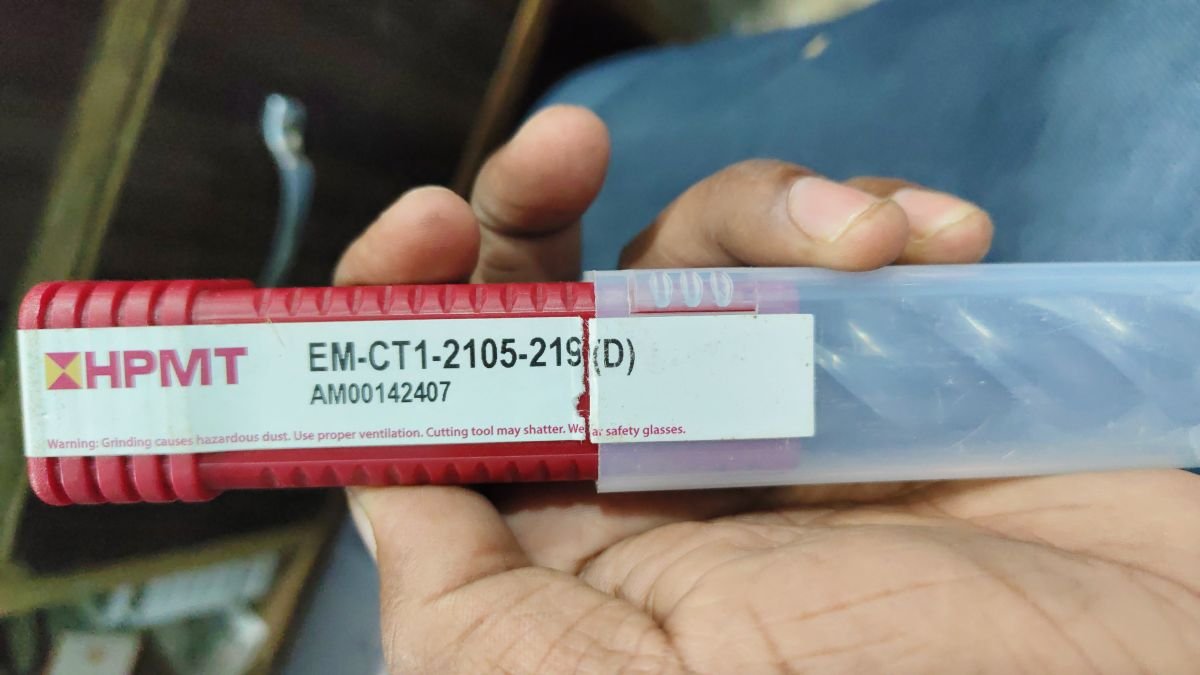 HPMT
EM-CT1-2105-219 (D)
AM00142407
Warning: Grinding causes hazardous dust. Use proper ventilation. Cutting tool may shatter. Wear safety glasses.